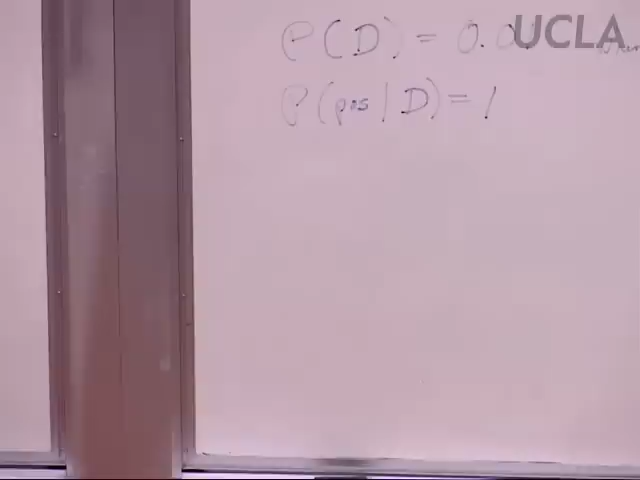 P(D) = 0.0
UCLA
P(pos | D) = 1